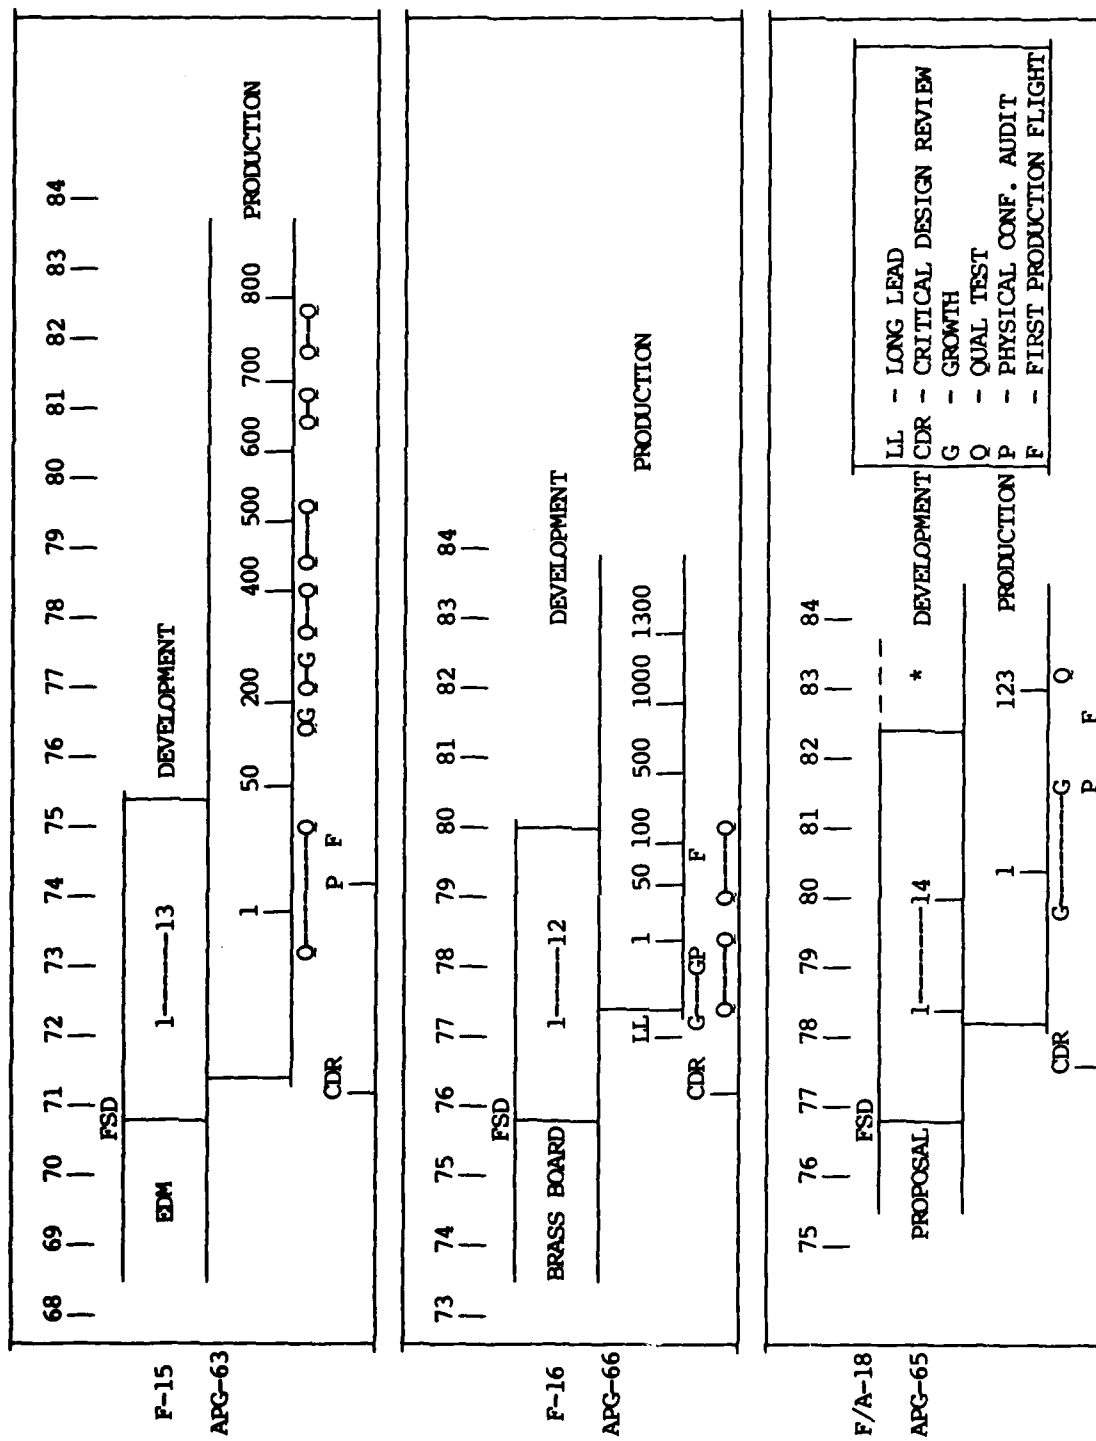 F-15
APG-63
68 69 70 71 72 73 74 75 76 77 78 79 80 81 82 83 84
FSD
EDM 1------13 DEVELOPMENT
1 50 200 400 500 600 700 800 PRODUCTION
Q--------Q QG Q-G Q---Q Q---Q Q-Q Q--Q
P F
CDR
F-16
APG-66
73 74 75 76 77 78 79 80 81 82 83 84
FSD
BRASS BOARD 1------12 DEVELOPMENT
LL 1 50 100 500 1000 1300 PRODUCTION
CDR G---GP F
Q----Q Q----Q
F/A-18
APG-65
75 76 77 78 79 80 81 82 83 84
FSD
PROPOSAL 1--------14 * DEVELOPMENT
1 123 PRODUCTION
CDR G--------G Q
P F
LL - LONG LEAD
CDR - CRITICAL DESIGN REVIEW
G - GROWTH
Q - QUAL TEST
P - PHYSICAL CONF. AUDIT
F - FIRST PRODUCTION FLIGHT